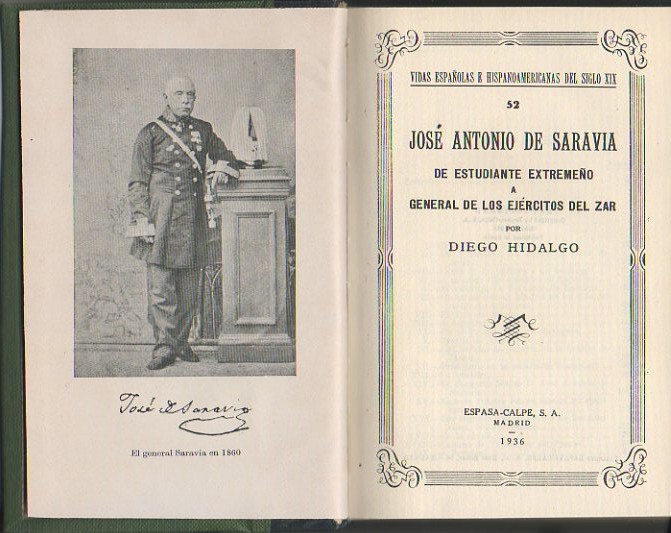 José de Saravia
El general Saravia en 1860
VIDAS ESPAÑOLAS E HISPANOAMERICANAS DEL SIGLO XIX
52
JOSÉ ANTONIO DE SARAVIA
DE ESTUDIANTE EXTREMEÑO
A
GENERAL DE LOS EJÉRCITOS DEL ZAR
POR
DIEGO HIDALGO
ESPASA-CALPE, S. A.
MADRID
1936